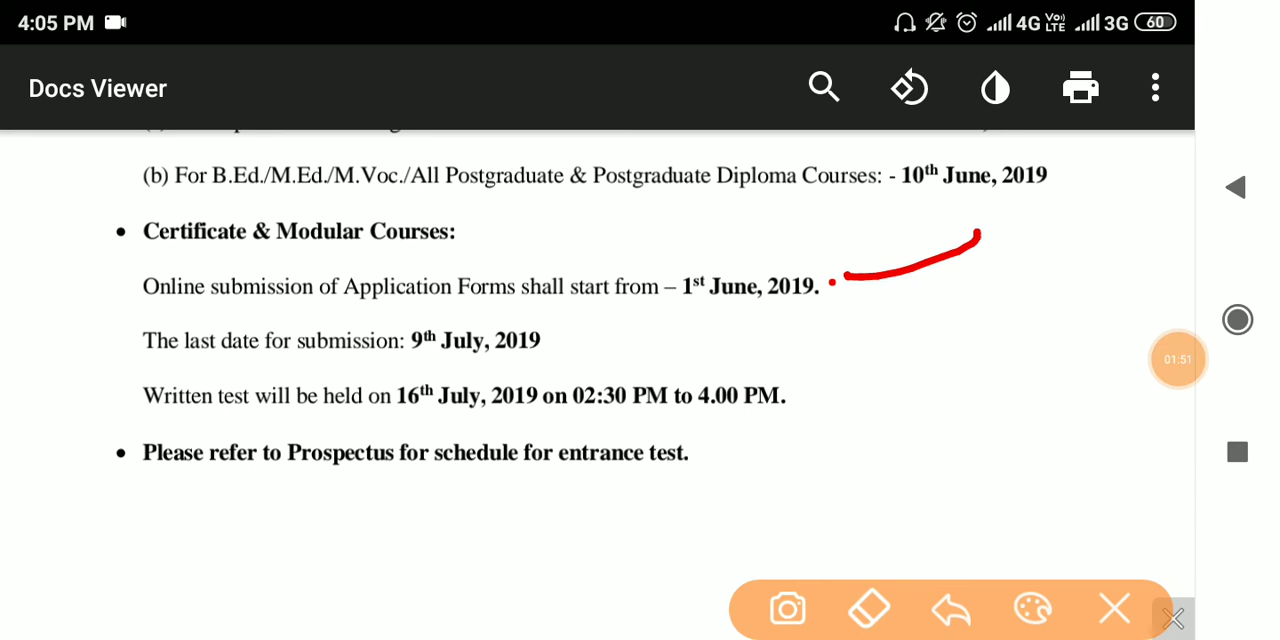 4:05 PM 4G Vo) LTE 3G 60
Docs Viewer
(b) For B.Ed./M.Ed./M.Voc./All Postgraduate & Postgraduate Diploma Courses: - 10th June, 2019
• Certificate & Modular Courses:
Online submission of Application Forms shall start from – 1st June, 2019.
The last date for submission: 9th July, 2019
01:51
Written test will be held on 16th July, 2019 on 02:30 PM to 4.00 PM.
• Please refer to Prospectus for schedule for entrance test.